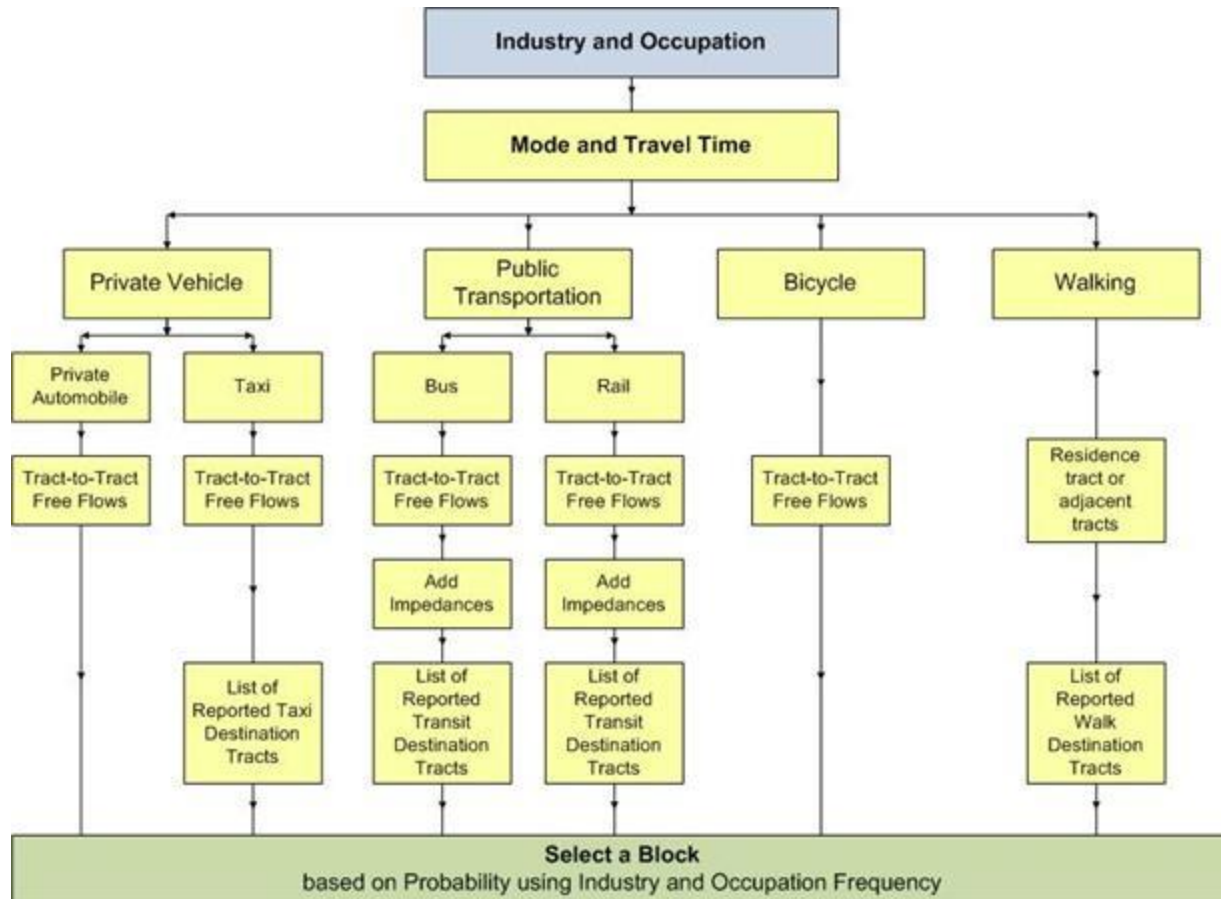 Industry and Occupation
Mode and Travel Time
Private Vehicle
Public
Transportation
Bicycle
Walking
Private
Automobile
Taxi
Bus
Rail
Tract-to-Tract
Free Flows
Tract-to-Tract
Free Flows
Tract-to-Tract
Free Flows
Tract-to-Tract
Free Flows
Tract-to-Tract
Free Flows
Residence
tract or
adjacent
tracts
Add
Impedances
Add
Impedances
List of
Reported Taxi
Destination
Tracts
List of
Reported
Transit
Destination
Tracts
List of
Reported
Transit
Destination
Tracts
List of
Reported
Walk
Destination
Tracts
Select a Block
based on Probability using Industry and Occupation Frequency